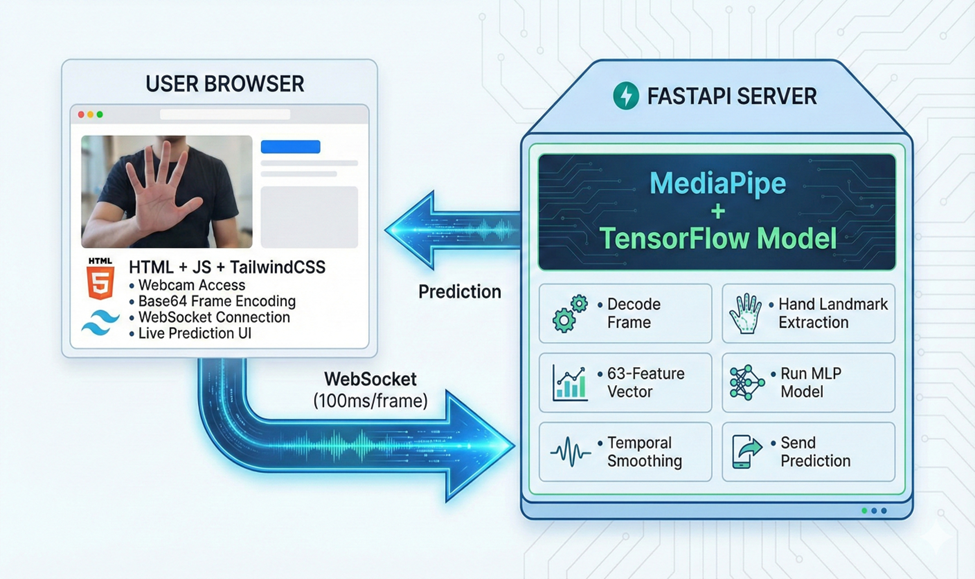 USER BROWSER
HTML
5
HTML + JS + TailwindCSS
• Webcam Access
• Base64 Frame Encoding
• WebSocket Connection
• Live Prediction UI
Prediction
WebSocket
(100ms/frame)
FASTAPI SERVER
MediaPipe
+
TensorFlow Model
• Decode
Frame
• Hand Landmark
Extraction
• 63-Feature
Vector
• Run MLP
Model
• Temporal
Smoothing
• Send
Prediction